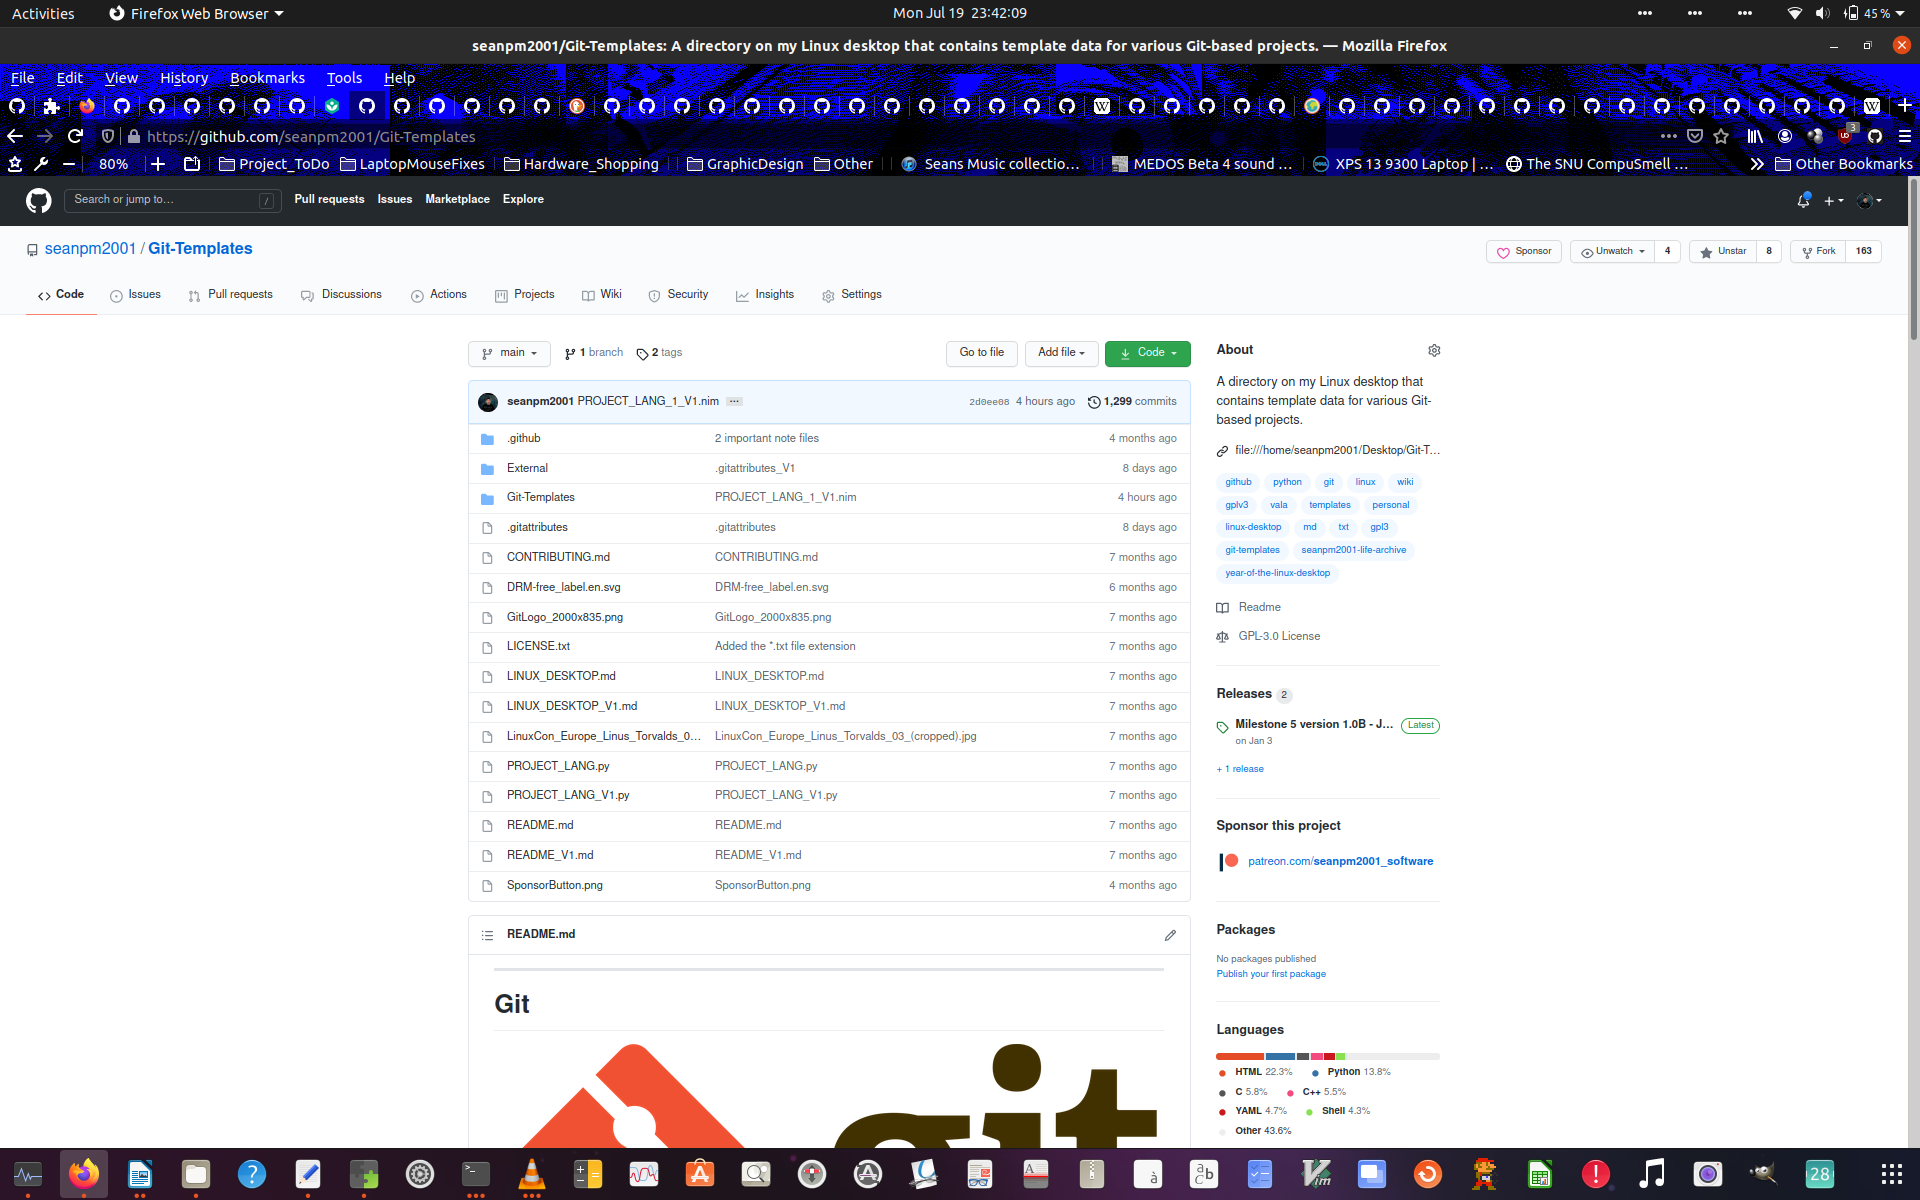 Activities Firefox Web Browser Mon Jul 19 23:42:09 45 %
seanpm2001/Git-Templates: A directory on my Linux desktop that contains template data for various Git-based projects. — Mozilla Firefox
File Edit View History Bookmarks Tools Help
https://github.com/seanpm2001/Git-Templates 3
80% Project_ToDo LaptopMouseFixes Hardware_Shopping GraphicDesign Other Seans Music collectio… MEDOS Beta 4 sound … XPS 13 9300 Laptop | … The SNU CompuSmell … Other Bookmarks
Search or jump to… / Pull requests Issues Marketplace Explore
seanpm2001 / Git-Templates Sponsor Unwatch 4 Unstar 8 Fork 163
Code Issues Pull requests Discussions Actions Projects Wiki Security Insights Settings
main 1 branch 2 tags Go to file Add file Code
seanpm2001 PROJECT_LANG_1_V1.nim … 2d0ee08 4 hours ago 1,299 commits
.github 2 important note files 4 months ago
External .gitattributes_V1 8 days ago
Git-Templates PROJECT_LANG_1_V1.nim 4 hours ago
.gitattributes .gitattributes 8 days ago
CONTRIBUTING.md CONTRIBUTING.md 7 months ago
DRM-free_label.en.svg DRM-free_label.en.svg 6 months ago
GitLogo_2000x835.png GitLogo_2000x835.png 7 months ago
LICENSE.txt Added the *.txt file extension 7 months ago
LINUX_DESKTOP.md LINUX_DESKTOP.md 7 months ago
LINUX_DESKTOP_V1.md LINUX_DESKTOP_V1.md 7 months ago
LinuxCon_Europe_Linus_Torvalds_0… LinuxCon_Europe_Linus_Torvalds_03_(cropped).jpg 7 months ago
PROJECT_LANG.py PROJECT_LANG.py 7 months ago
PROJECT_LANG_V1.py PROJECT_LANG_V1.py 7 months ago
README.md README.md 7 months ago
README_V1.md README_V1.md 7 months ago
SponsorButton.png SponsorButton.png 4 months ago
README.md
Git
git
About
A directory on my Linux desktop that
contains template data for various Git-
based projects.
file:///home/seanpm2001/Desktop/Git-T…
github python git linux wiki
gplv3 vala templates personal
linux-desktop md txt gpl3
git-templates seanpm2001-life-archive
year-of-the-linux-desktop
Readme
GPL-3.0 License
Releases 2
Milestone 5 version 1.0B - J… Latest
on Jan 3
+ 1 release
Sponsor this project
patreon.com/seanpm2001_software
Packages
No packages published
Publish your first package
Languages
HTML 22.3% Python 13.8%
C 5.8% C++ 5.5%
YAML 4.7% Shell 4.3%
Other 43.6%
28